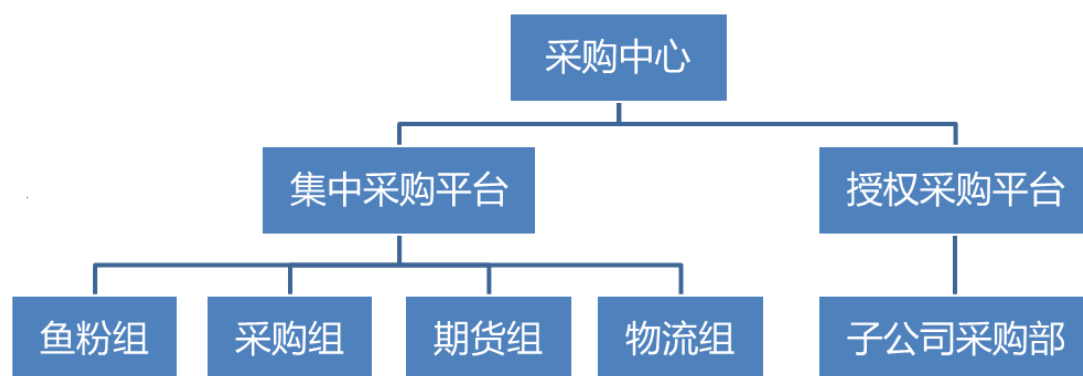 采购中心
集中采购平台
授权采购平台
鱼粉组
采购组
期货组
物流组
子公司采购部